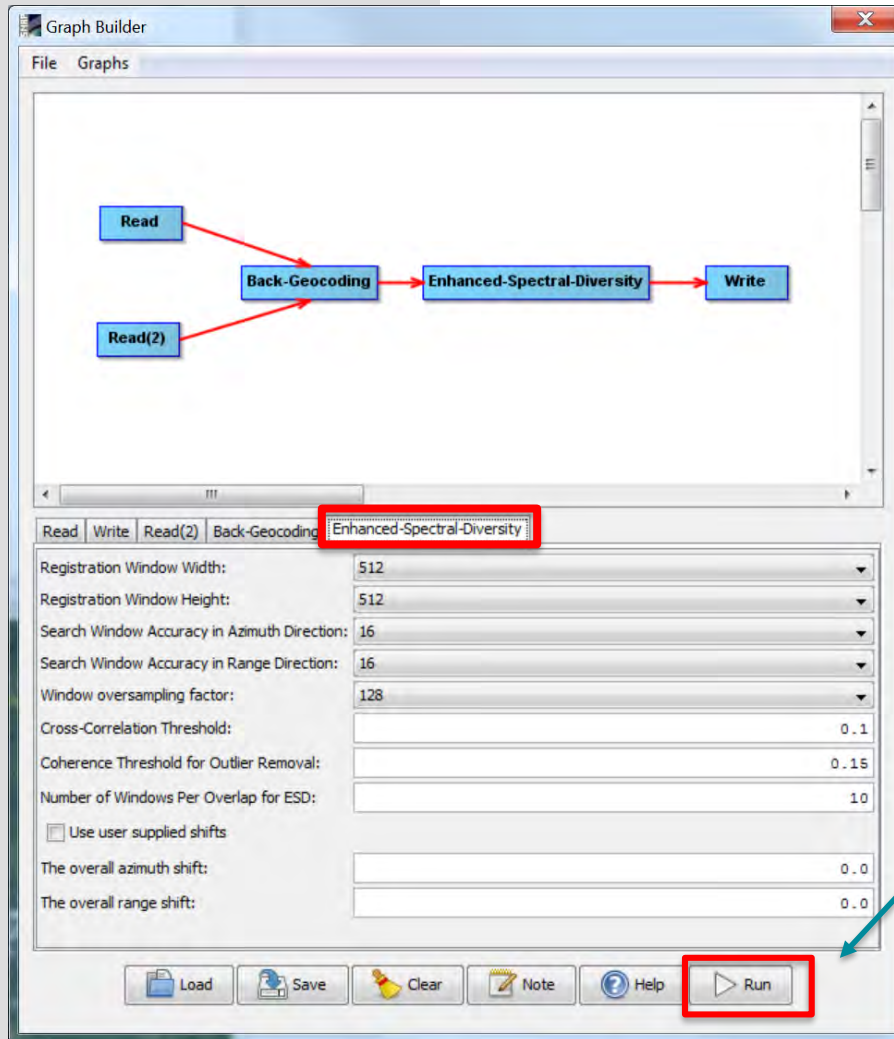 Graph Builder
File Graphs
Read
Back-Geocoding
Enhanced-Spectral-Diversity
Write
Read(2)
Read Write Read(2) Back-Geocoding Enhanced-Spectral-Diversity
Registration Window Width: 512
Registration Window Height: 512
Search Window Accuracy in Azimuth Direction: 16
Search Window Accuracy in Range Direction: 16
Window oversampling factor: 128
Cross-Correlation Threshold: 0.1
Coherence Threshold for Outlier Removal: 0.15
Number of Windows Per Overlap for ESD: 10
Use user supplied shifts
The overall azimuth shift: 0.0
The overall range shift: 0.0
Load Save Clear Note Help Run